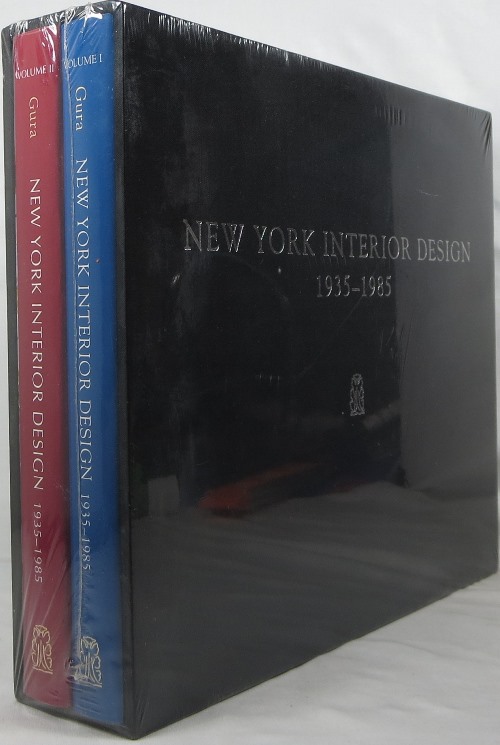 VOLUME II
Gura
NEW YORK INTERIOR DESIGN 1935–1985
VOLUME I
Gura
NEW YORK INTERIOR DESIGN 1935–1985
NEW YORK INTERIOR DESIGN
1935–1985